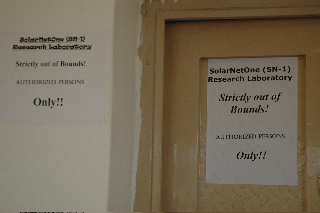 SolarNetOne (SN-1)
Research Laboratory
Strictly out of Bounds!
AUTHORIZED PERSONS
Only!!
SolarNetOne (SN-1)
Research Laboratory
Strictly out of
Bounds!
AUTHORIZED PERSONS
Only!!